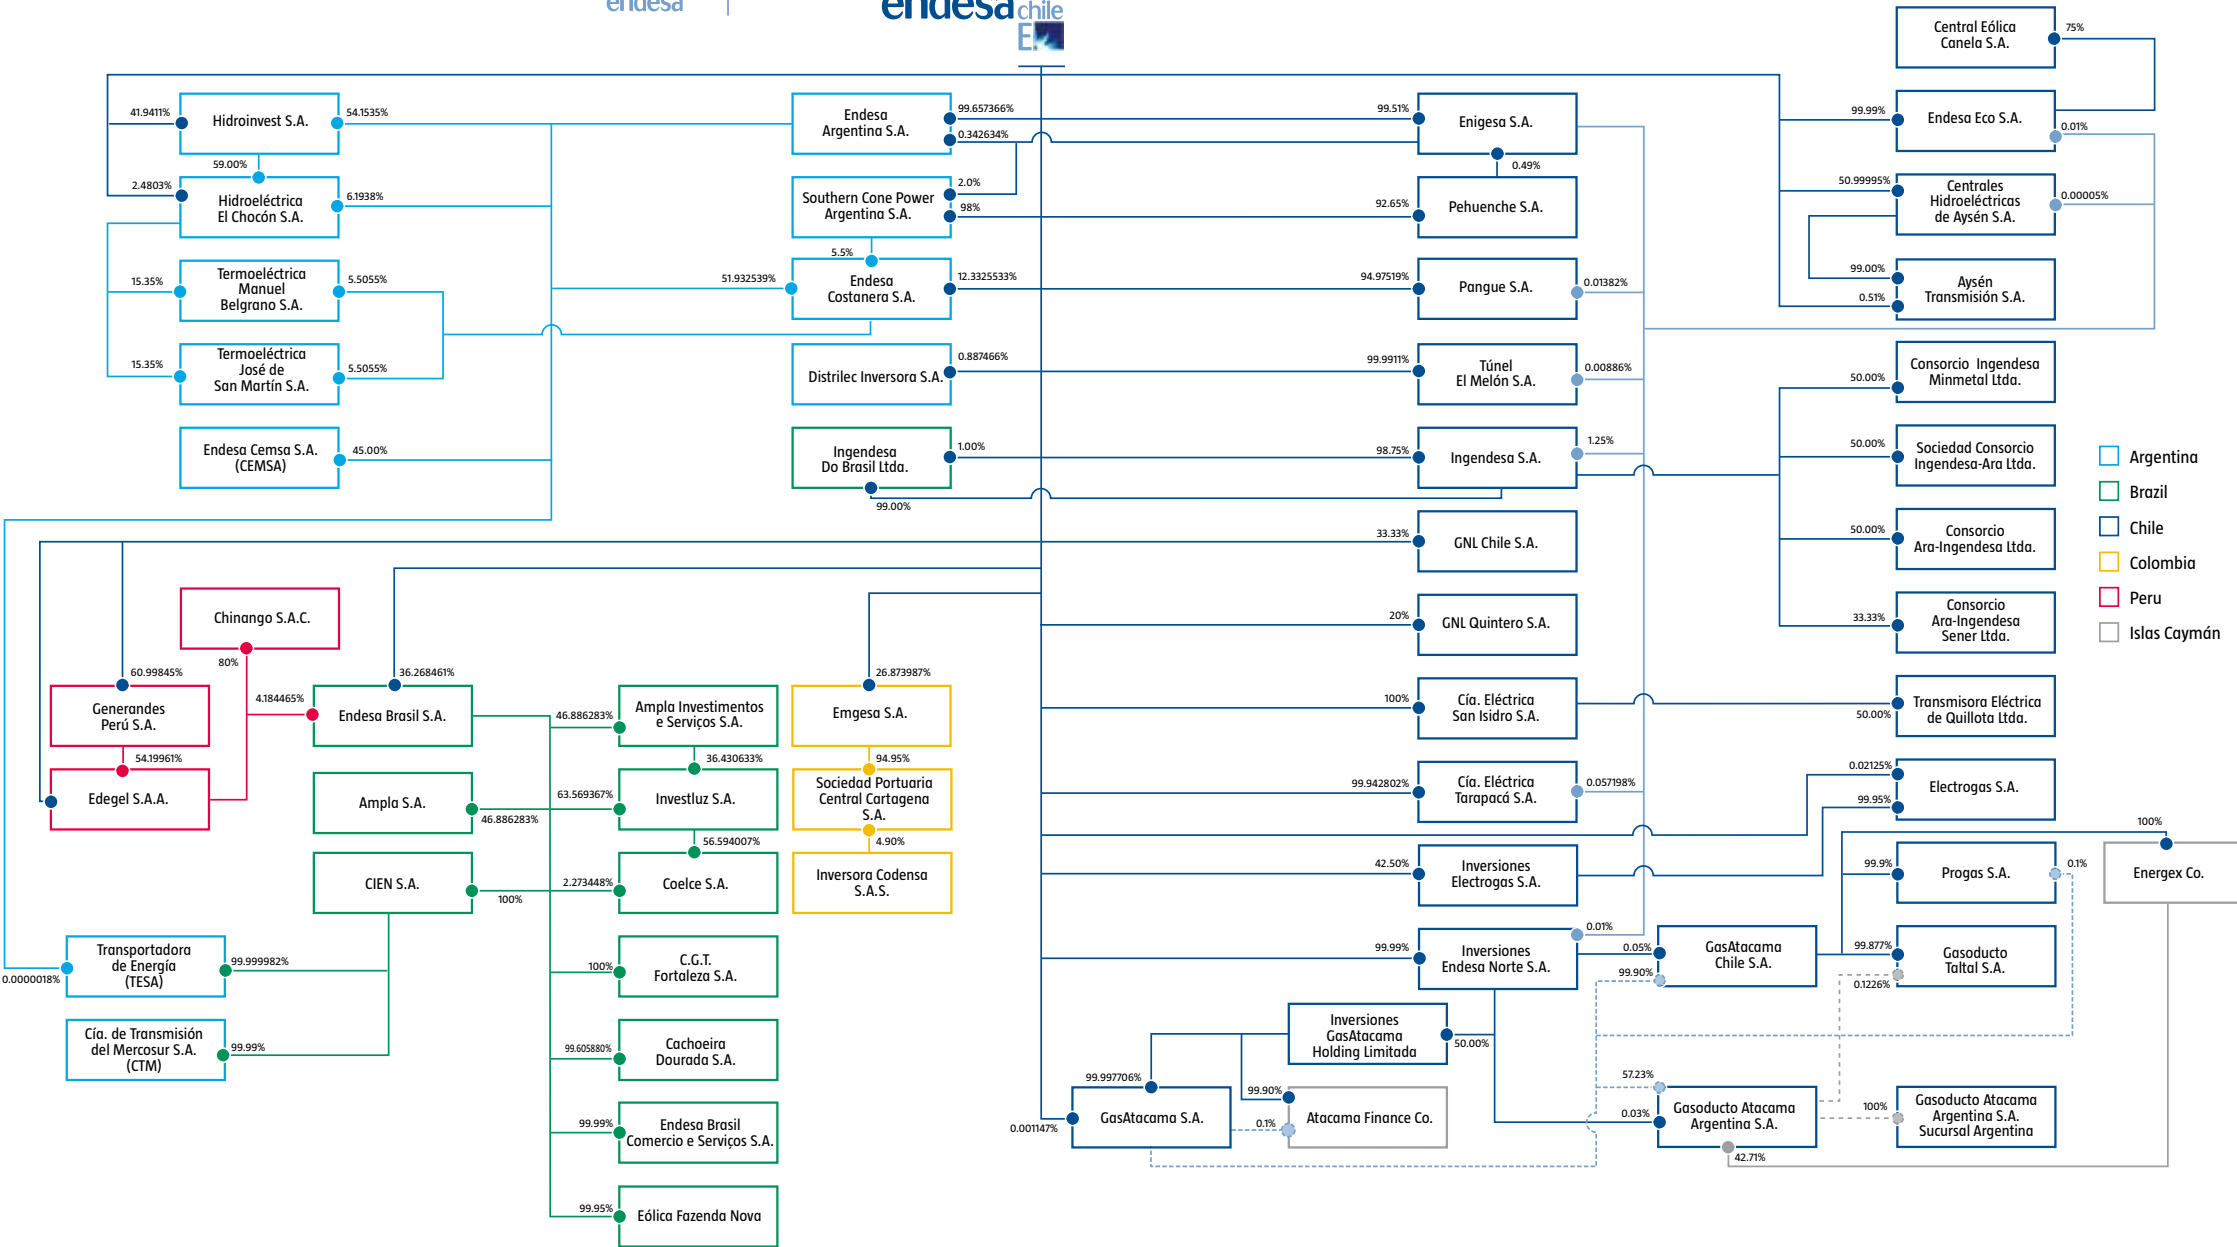 endesa
endesa
chile
Central Eólica
Canela S.A.
75%
41.9411%
Hidroinvest S.A.
54.1535%
Endesa
Argentina S.A.
99.657366%
0.342634%
99.51%
Enigesa S.A.
0.49%
99.99%
Endesa Eco S.A.
0.01%
59.00%
2.4803%
Hidroeléctrica
El Chocón S.A.
6.1938%
Southern Cone Power
Argentina S.A.
2.0%
98%
92.65%
Pehuenche S.A.
50.99995%
Centrales
Hidroeléctricas
de Aysén S.A.
0.00005%
5.5%
15.35%
Termoeléctrica
Manuel
Belgrano S.A.
5.5055%
51.932539%
Endesa
Costanera S.A.
12.3325533%
94.97519%
Pangue S.A.
0.01382%
99.00%
0.51%
Aysén
Transmisión S.A.
15.35%
Termoeléctrica
José de
San Martín S.A.
5.5055%
Distrilec Inversora S.A.
0.887466%
99.9911%
Túnel
El Melón S.A.
0.00886%
50.00%
Consorcio Ingendesa
Minmetal Ltda.
Endesa Cemsa S.A.
(CEMSA)
45.00%
Ingendesa
Do Brasil Ltda.
1.00%
99.00%
98.75%
Ingendesa S.A.
1.25%
50.00%
Sociedad Consorcio
Ingendesa-Ara Ltda.
Argentina
Brazil
Chile
Colombia
Peru
Islas Caymán
33.33%
GNL Chile S.A.
50.00%
Consorcio
Ara-Ingendesa Ltda.
Chinango S.A.C.
80%
20%
GNL Quintero S.A.
33.33%
Consorcio
Ara-Ingendesa
Sener Ltda.
60.99845%
Generandes
Perú S.A.
54.19961%
4.184465%
36.268461%
Endesa Brasil S.A.
46.886283%
Ampla Investimentos
e Serviços S.A.
36.430633%
26.873987%
Emgesa S.A.
94.95%
100%
Cía. Eléctrica
San Isidro S.A.
50.00%
Transmisora Eléctrica
de Quillota Ltda.
Edegel S.A.A.
Ampla S.A.
46.886283%
63.569367%
Investluz S.A.
56.594007%
Sociedad Portuaria
Central Cartagena
S.A.
4.90%
99.942802%
Cía. Eléctrica
Tarapacá S.A.
0.057198%
0.02125%
99.95%
Electrogas S.A.
CIEN S.A.
100%
2.273448%
Coelce S.A.
Inversora Codensa
S.A.S.
42.50%
Inversiones
Electrogas S.A.
99.9%
Progas S.A.
0.1%
100%
Energex Co.
0.0000018%
Transportadora
de Energía
(TESA)
99.999982%
100%
C.G.T.
Fortaleza S.A.
99.99%
Inversiones
Endesa Norte S.A.
0.01%
0.05%
99.90%
GasAtacama
Chile S.A.
99.877%
0.1226%
Gasoducto
Taltal S.A.
Cía. de Transmisión
del Mercosur S.A.
(CTM)
99.99%
99.605880%
Cachoeira
Dourada S.A.
Inversiones
GasAtacama
Holding Limitada
50.00%
99.99%
Endesa Brasil
Comercio e Serviços S.A.
0.001147%
99.997706%
GasAtacama S.A.
99.90%
0.1%
Atacama Finance Co.
57.23%
0.03%
Gasoducto Atacama
Argentina S.A.
42.71%
100%
Gasoducto Atacama
Argentina S.A.
Sucursal Argentina
99.95%
Eólica Fazenda Nova